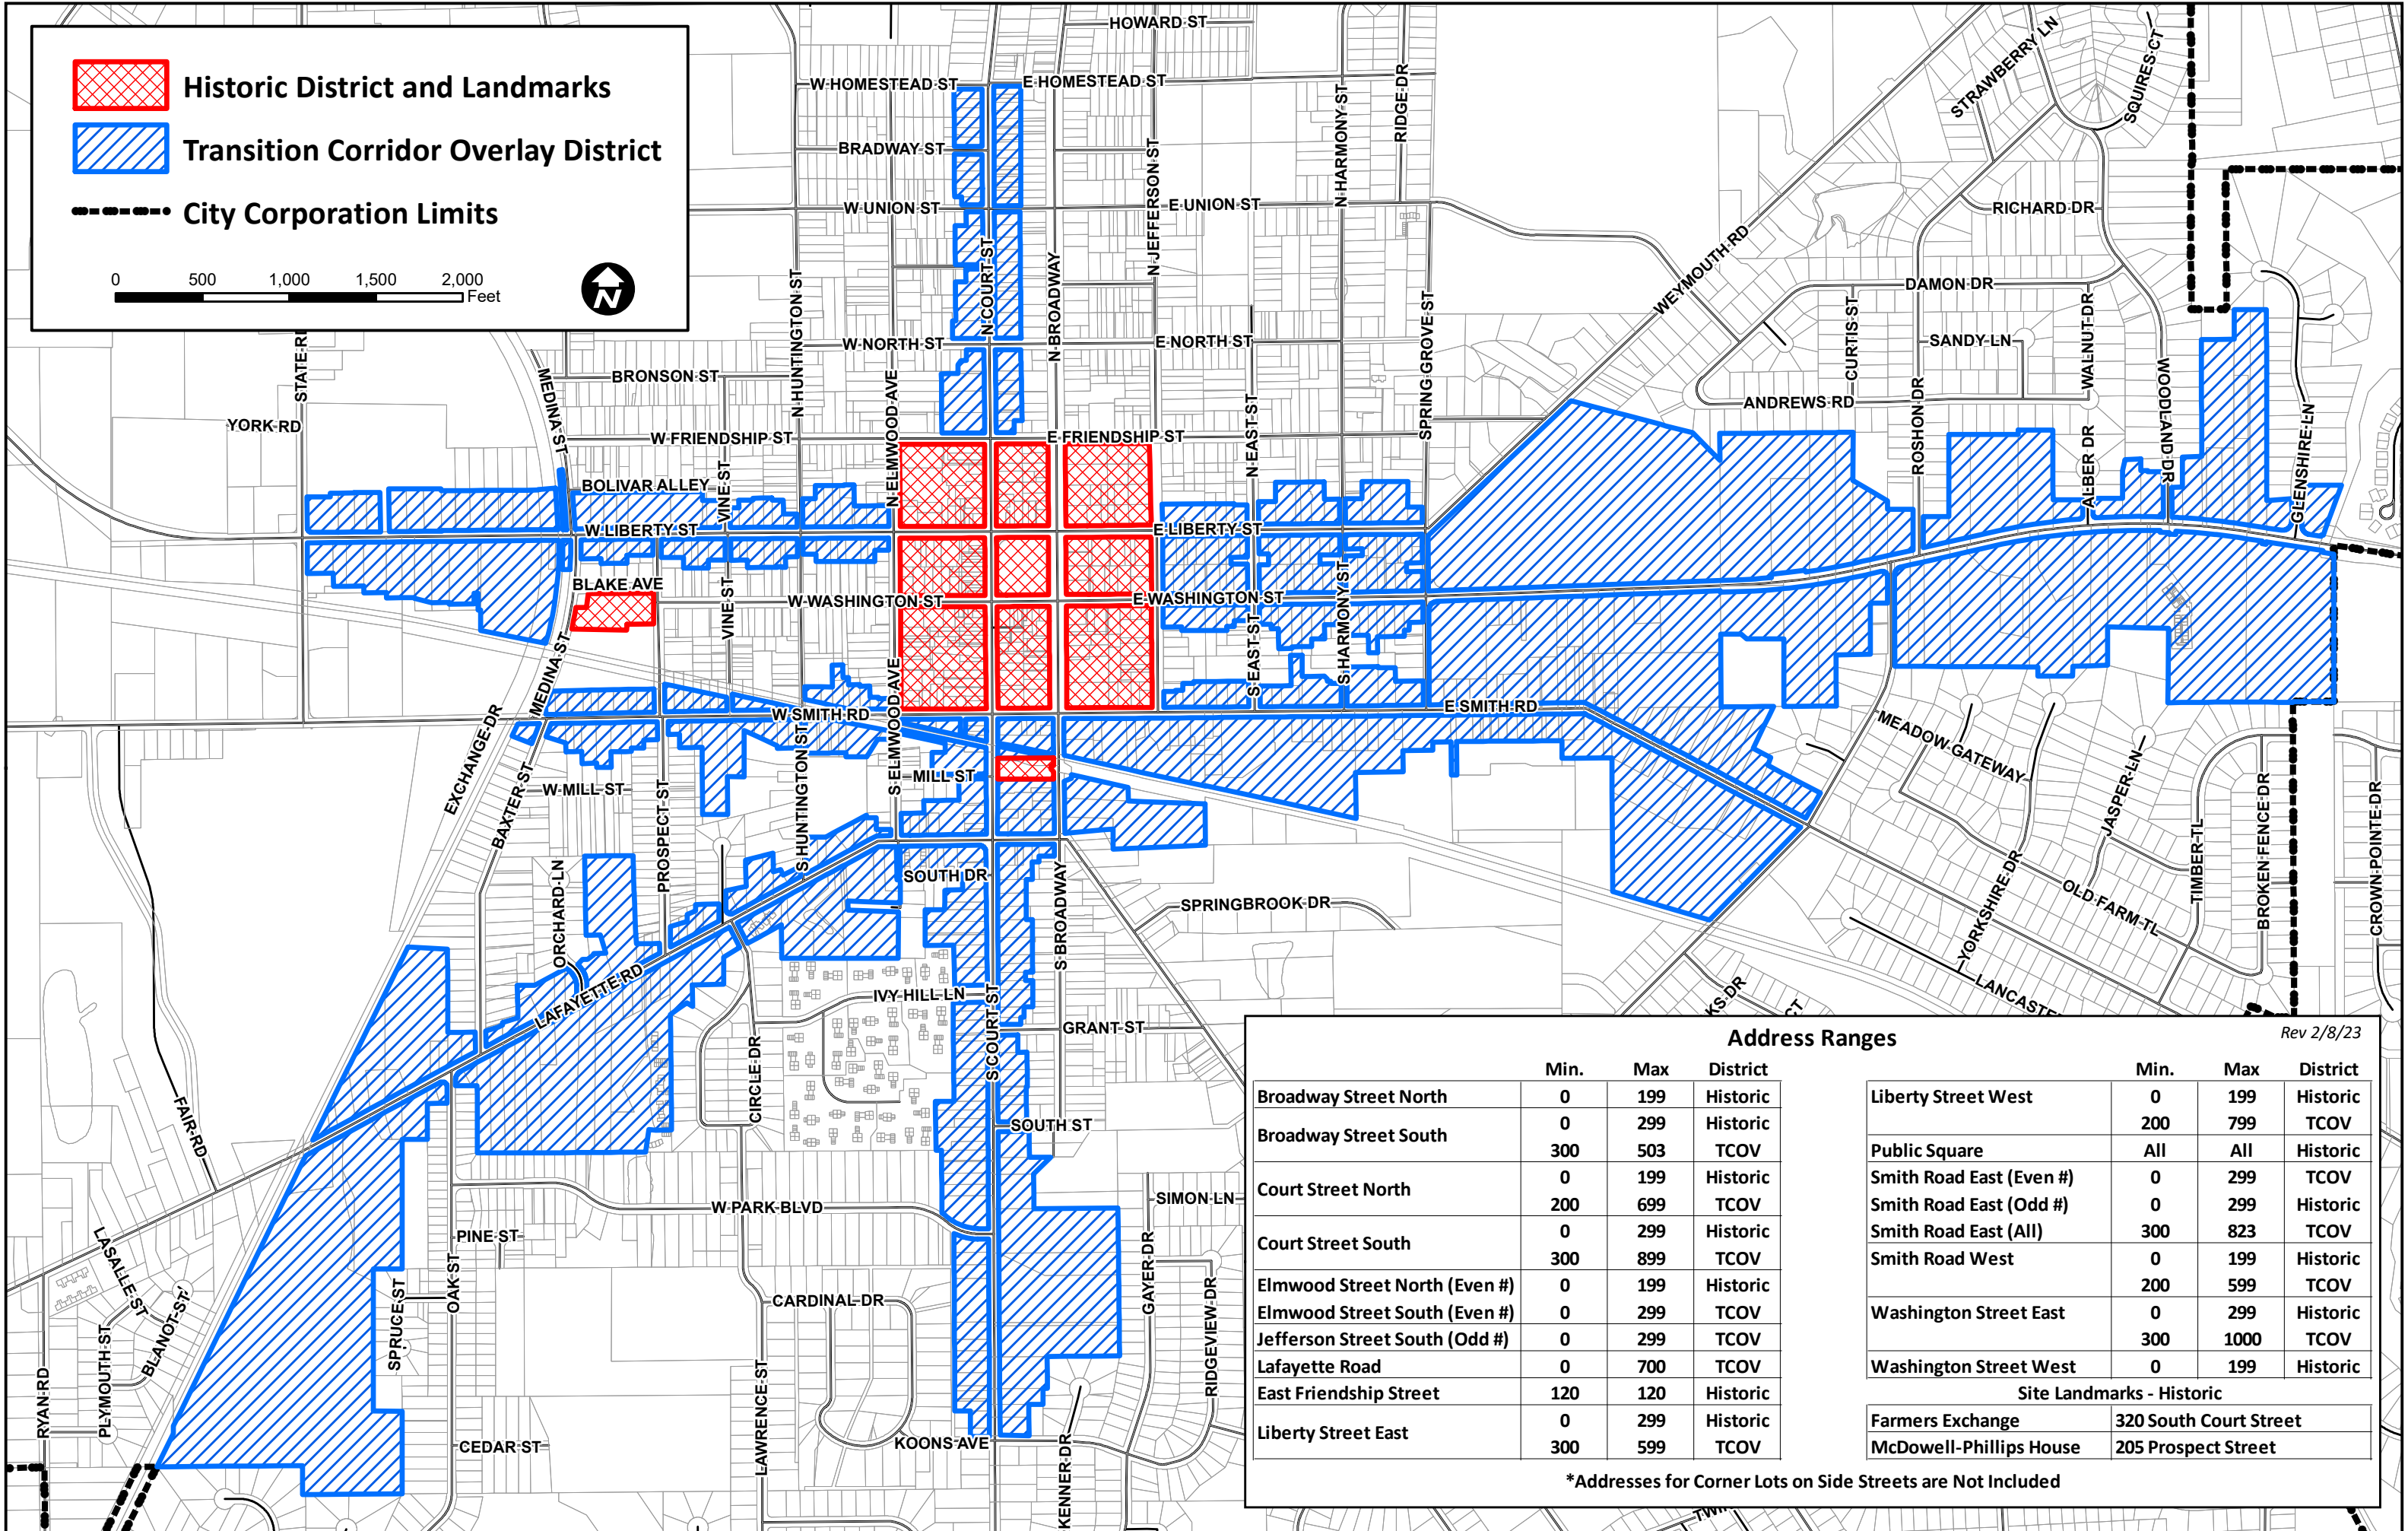 Historic District and Landmarks
Transition Corridor Overlay District
City Corporation Limits
0 500 1,000 1,500 2,000
Feet
N
HOWARD ST
W HOMESTEAD ST
E HOMESTEAD ST
BRADWAY ST
W UNION ST
E UNION ST
N COURT ST
N BROADWAY
N JEFFERSON ST
N HARMONY ST
RIDGE DR
STRAWBERRY LN
SQUIRES CT
RICHARD DR
WEYMOUTH RD
DAMON DR
CURTIS ST
SANDY LN
WALNUT DR
WOODLAND DR
ROSHON DR
ANDREWS RD
ALBER DR
GLENSHIRE LN
STATE RD
YORK RD
MEDINA ST
BRONSON ST
N HUNTINGTON ST
W NORTH ST
E NORTH ST
N ELMWOOD AVE
W FRIENDSHIP ST
E FRIENDSHIP ST
N EAST ST
SPRING GROVE ST
BOLIVAR ALLEY
VINE ST
W LIBERTY ST
E LIBERTY ST
BLAKE AVE
VINE ST
W WASHINGTON ST
E WASHINGTON ST
S EAST ST
S HARMONY ST
MEDINA ST
S ELMWOOD AVE
W SMITH RD
E SMITH RD
EXCHANGE DR
BAXTER ST
W MILL ST
MILL ST
PROSPECT ST
S HUNTINGTON ST
ORCHARD LN
SOUTH DR
S BROADWAY
SPRINGBROOK DR
MEADOW GATEWAY
JASPER LN
TIMBER TL
BROKEN FENCE DR
CROWN POINTE DR
YORKSHIRE DR
OLD FARM TL
LANCASTE
KS DR
CT
LAFAYETTE RD
IVY HILL LN
S COURT ST
GRANT ST
CIRCLE DR
FAIR RD
SOUTH ST
W PARK BLVD
SIMON LN
LASALLE ST
PINE ST
OAK ST
SPRUCE ST
BLANOT ST
PLYMOUTH ST
RYAN RD
CARDINAL DR
LAWRENCE ST
GAYER DR
RIDGEVIEW DR
CEDAR ST
KOONS AVE
KENNER DR
TWIN
Address Ranges
Rev 2/8/23
Min. Max District
Broadway Street North 0 199 Historic
Broadway Street South 0 299 Historic
300 503 TCOV
Court Street North 0 199 Historic
200 699 TCOV
Court Street South 0 299 Historic
300 899 TCOV
Elmwood Street North (Even #) 0 199 Historic
Elmwood Street South (Even #) 0 299 TCOV
Jefferson Street South (Odd #) 0 299 TCOV
Lafayette Road 0 700 TCOV
East Friendship Street 120 120 Historic
Liberty Street East 0 299 Historic
300 599 TCOV
Min. Max District
Liberty Street West 0 199 Historic
200 799 TCOV
Public Square All All Historic
Smith Road East (Even #) 0 299 TCOV
Smith Road East (Odd #) 0 299 Historic
Smith Road East (All) 300 823 TCOV
Smith Road West 0 199 Historic
200 599 TCOV
Washington Street East 0 299 Historic
300 1000 TCOV
Washington Street West 0 199 Historic
Site Landmarks - Historic
Farmers Exchange 320 South Court Street
McDowell-Phillips House 205 Prospect Street
*Addresses for Corner Lots on Side Streets are Not Included